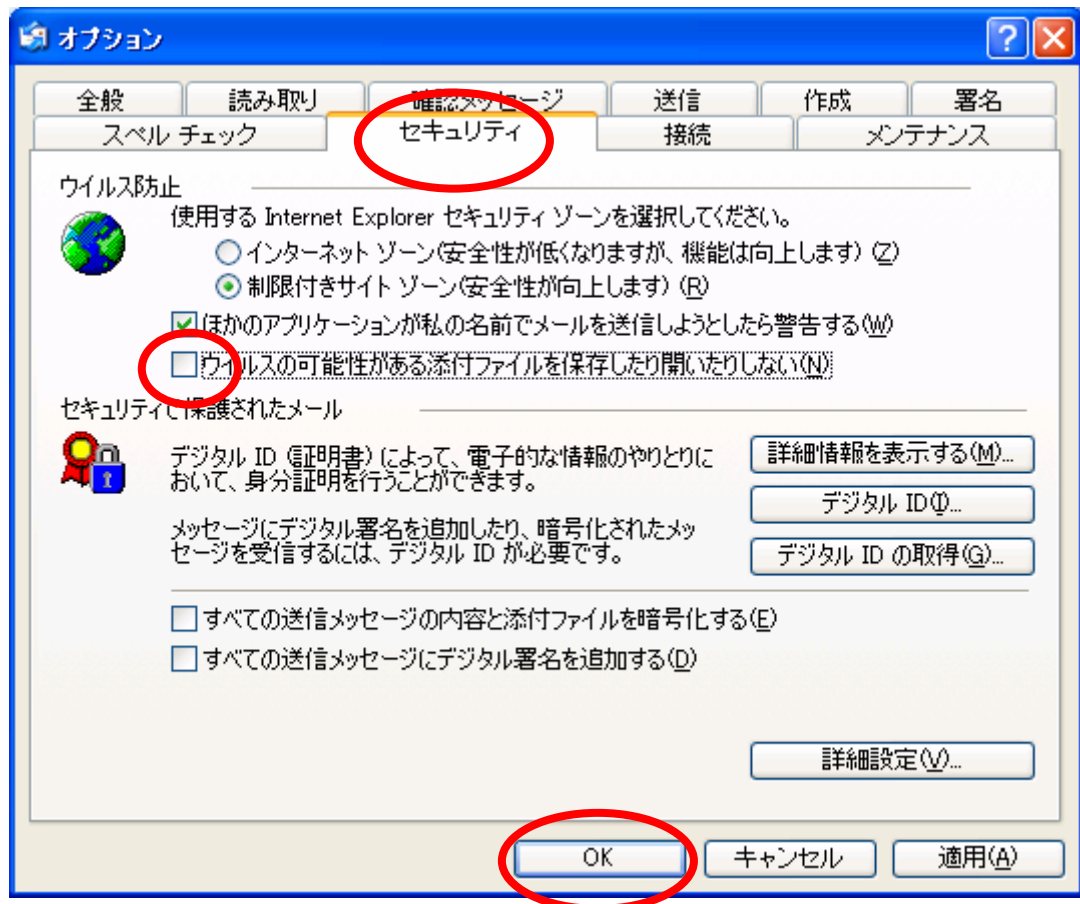 オプション
全般 読み取り 確認メッセージ 送信 作成 署名
スペル チェック セキュリティ 接続 メンテナンス
ウイルス防止
使用する Internet Explorer セキュリティ ゾーンを選択してください。
インターネット ゾーン(安全性が低くなりますが、機能は向上します) (Z)
制限付きサイト ゾーン(安全性が向上します) (R)
ほかのアプリケーションが私の名前でメールを送信しようとしたら警告する(W)
ウイルスの可能性がある添付ファイルを保存したり開いたりしない(N)
セキュリティで保護されたメール
デジタル ID (証明書) によって、電子的な情報のやりとりに
おいて、身分証明を行うことができます。
詳細情報を表示する(M)...
デジタル ID(I)...
メッセージにデジタル署名を追加したり、暗号化されたメッ
セージを受信するには、デジタル ID が必要です。
デジタル ID の取得(G)...
すべての送信メッセージの内容と添付ファイルを暗号化する(E)
すべての送信メッセージにデジタル署名を追加する(D)
詳細設定(V)...
OK キャンセル 適用(A)